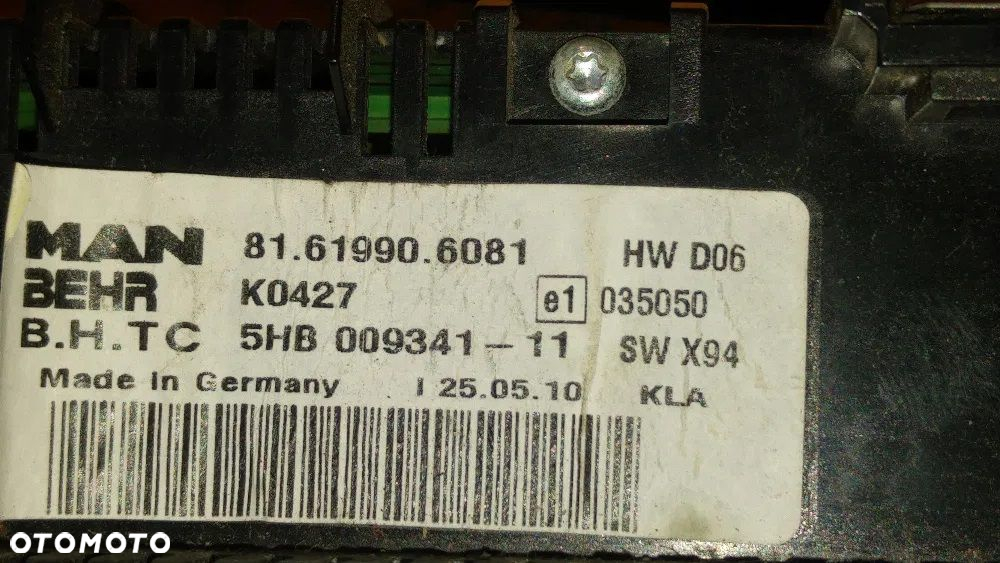 MAN 81.61990.6081 HW D06
BEHR K0427 e1 035050
B.H.TC 5HB 009341-11 SW X94
Made in Germany I 25.05.10 KLA
OTOMOTO